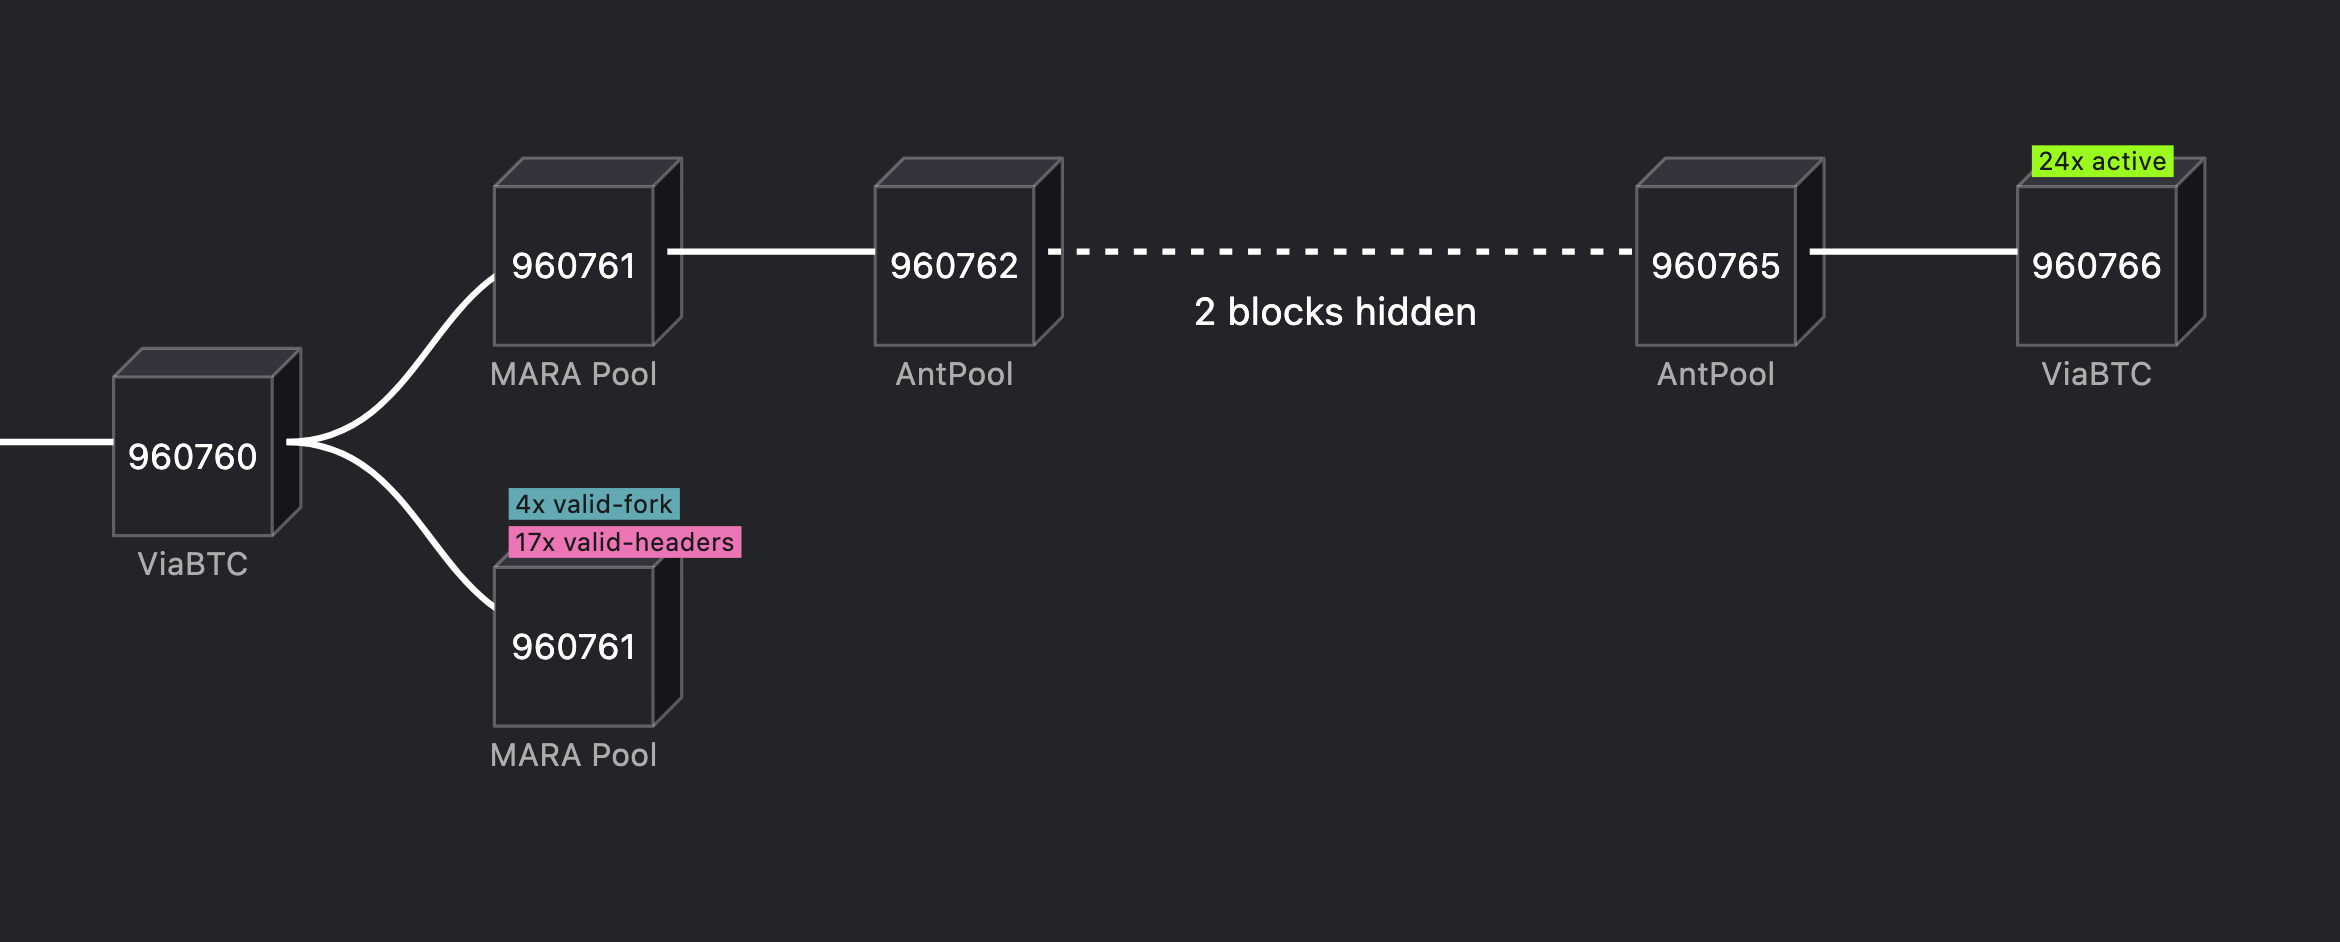 960760
ViaBTC
960761
MARA Pool
960762
AntPool
2 blocks hidden
960765
AntPool
24x active
960766
ViaBTC
4x valid-fork
17x valid-headers
960761
MARA Pool